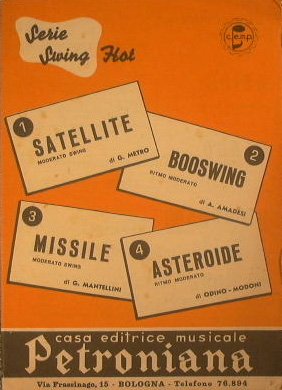 Serie
Swing Hot
c.e.m.p.
1
SATELLITE
MODERATO SWING
di G. METRO
2
BOOSWING
RITMO MODERATO
di A. AMADESI
3
MISSILE
MODERATO SWING
di G. MANTELLINI
4
ASTEROIDE
RITMO MODERATO
di ODINO - MODONI
casa editrice musicale
Petroniana
Via Frassinago, 15 - BOLOGNA - Telefono 76.894